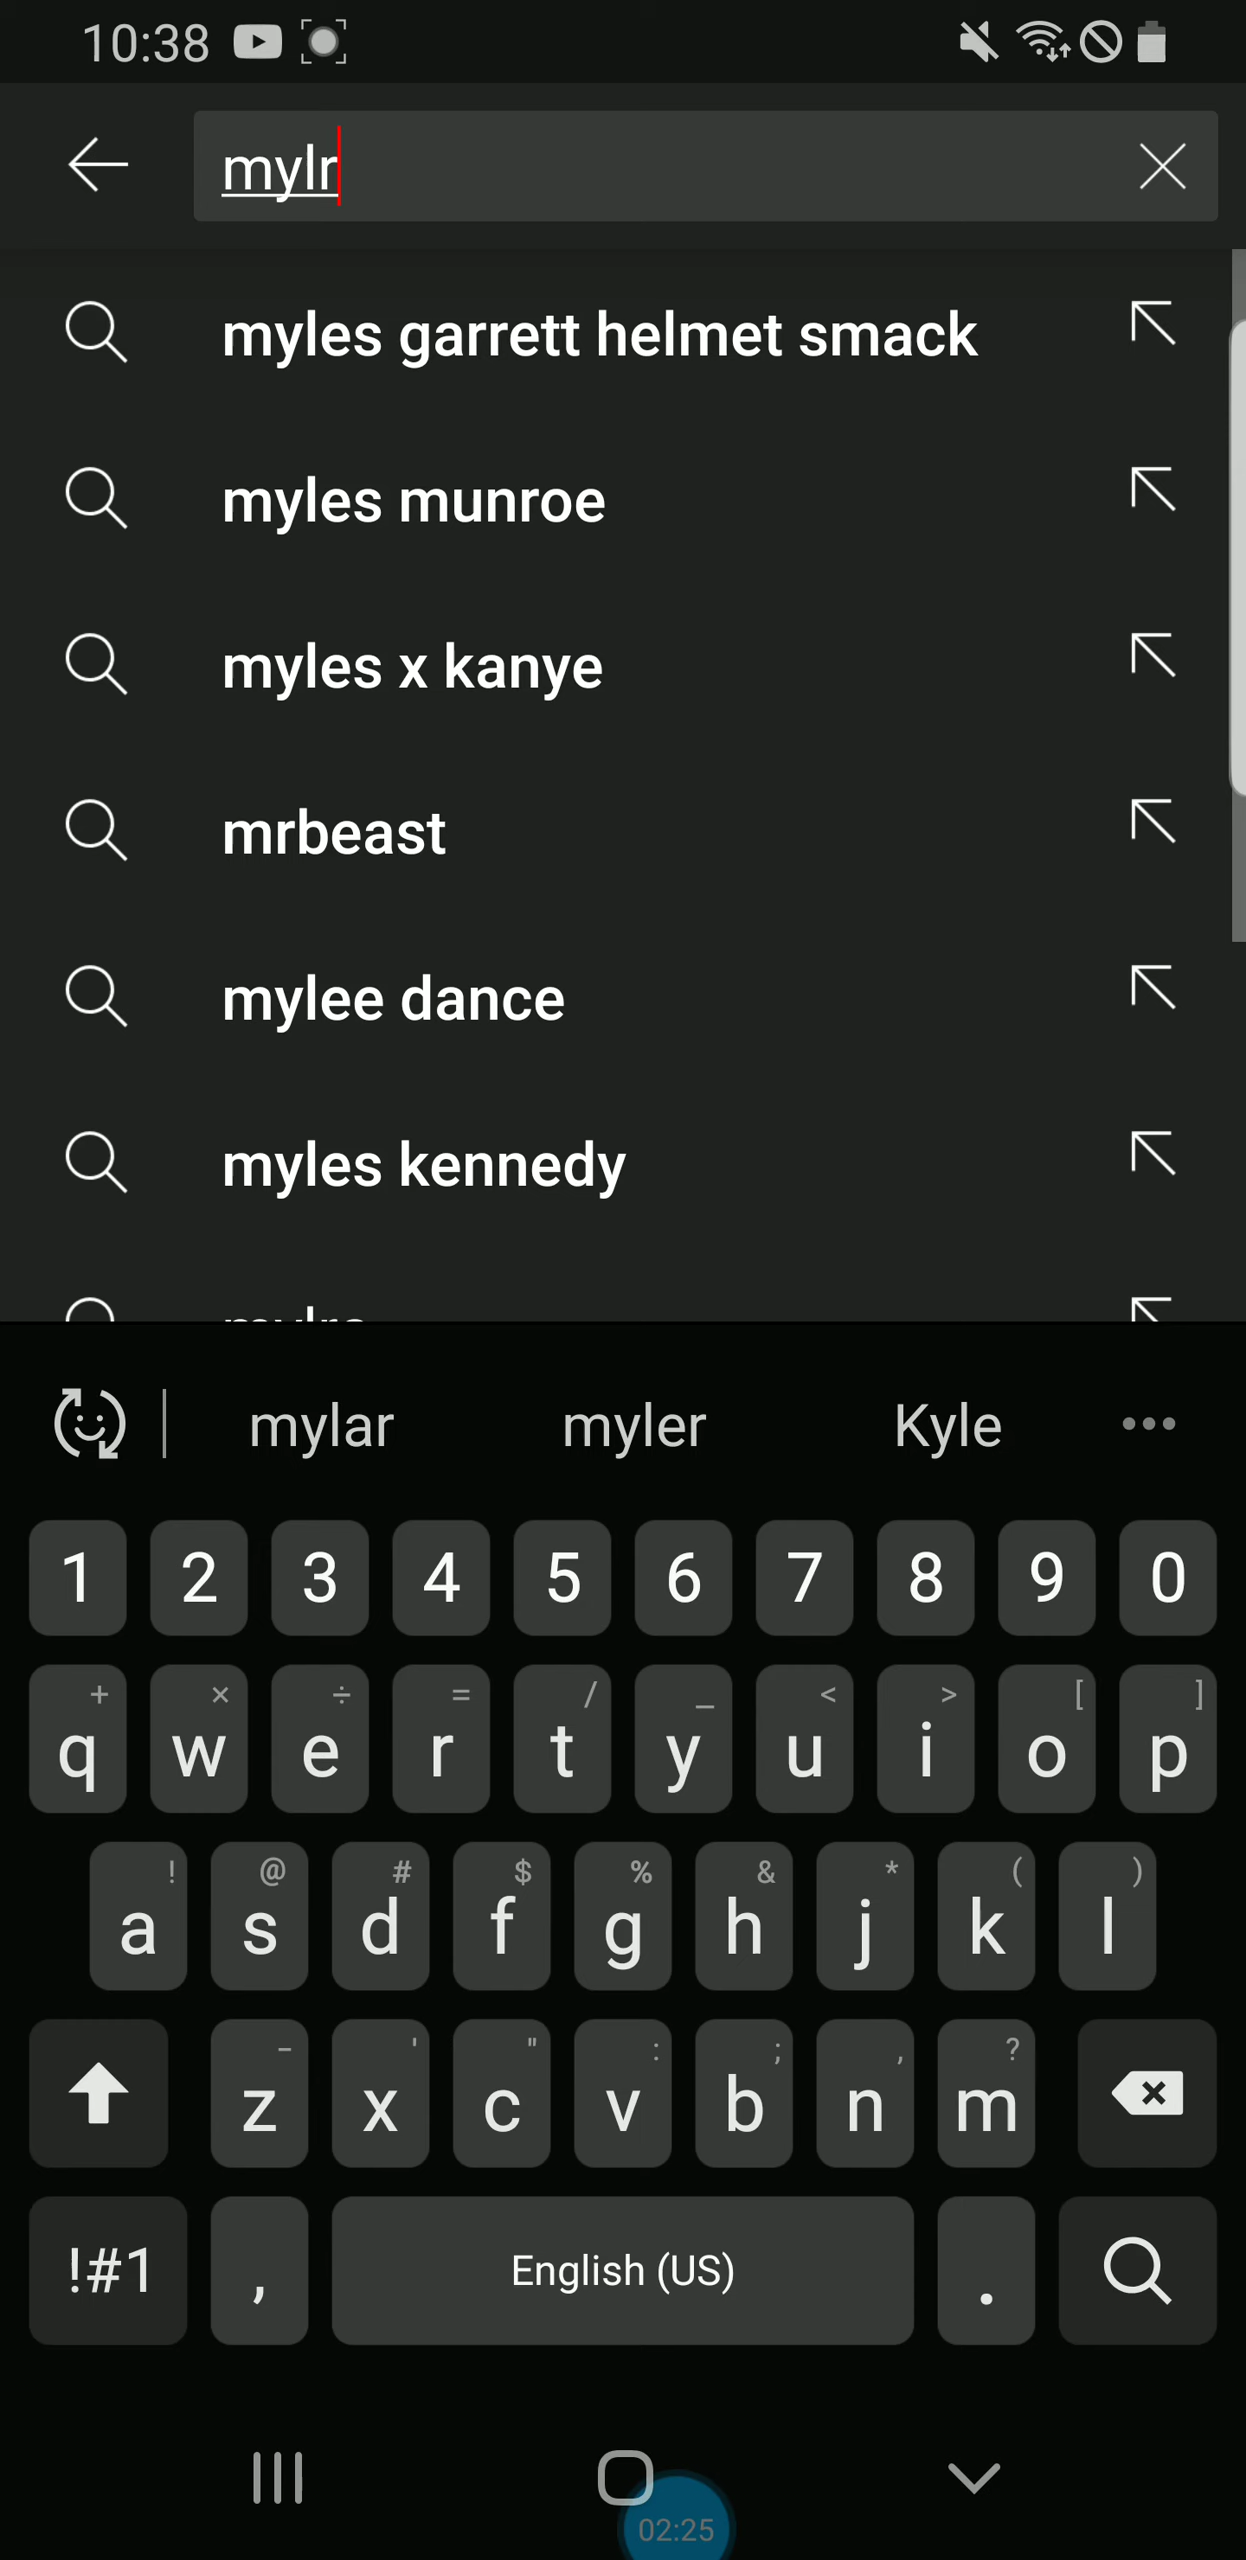 10:38
mylr
myles garrett helmet smack
myles munroe
myles x kanye
mrbeast
mylee dance
myles kennedy
mylar myler Kyle
1 2 3 4 5 6 7 8 9 0
+ × ÷ = / _ < > [ ]
q w e r t y u i o p
! @ # $ % & * ( )
a s d f g h j k l
- ' " : ; , ?
z x c v b n m
!#1 , English (US) .
02:25